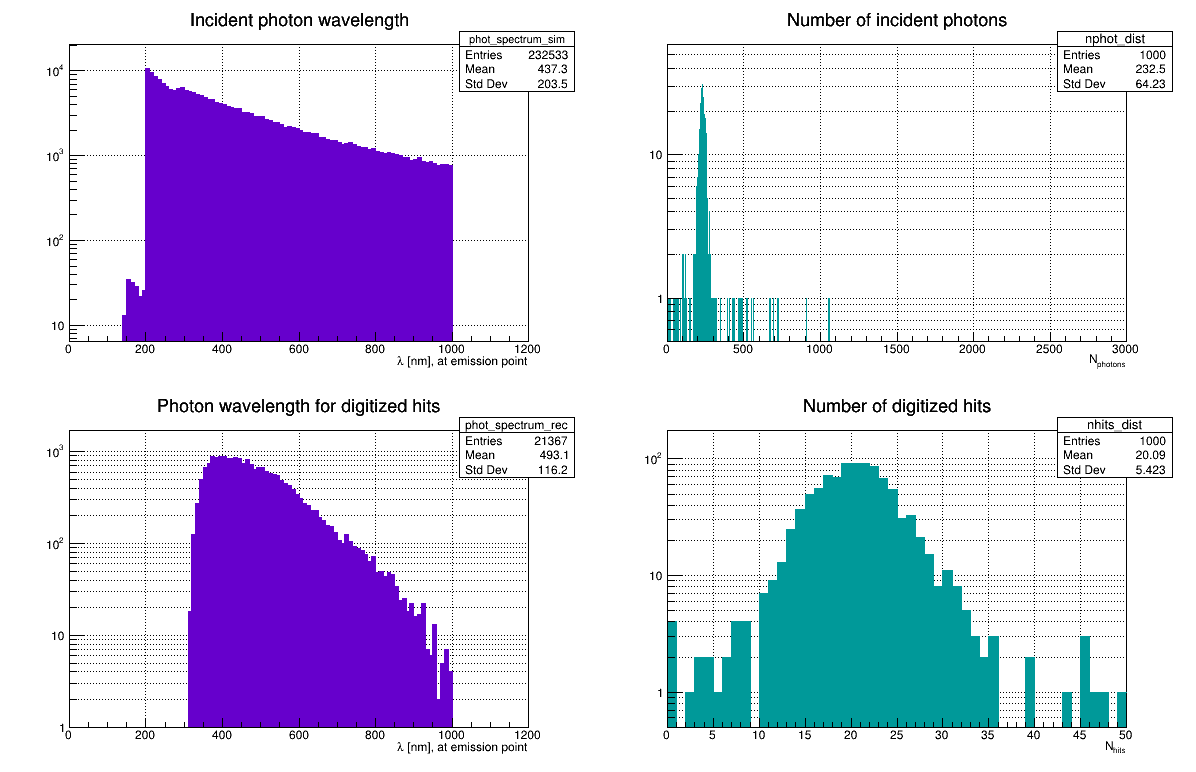 Incident photon wavelength
phot_spectrum_sim
Entries 232533
Mean 437.3
Std Dev 203.5
10^4
10^3
10^2
10
0 200 400 600 800 1000 1200
λ [nm], at emission point
Number of incident photons
nphot_dist
Entries 1000
Mean 232.5
Std Dev 64.23
10
1
0 500 1000 1500 2000 2500 3000
N_photons
Photon wavelength for digitized hits
phot_spectrum_rec
Entries 21367
Mean 493.1
Std Dev 116.2
10^3
10^2
10
1
0 200 400 600 800 1000 1200
λ [nm], at emission point
Number of digitized hits
nhits_dist
Entries 1000
Mean 20.09
Std Dev 5.423
10^2
10
1
0 5 10 15 20 25 30 35 40 45 50
N_hits